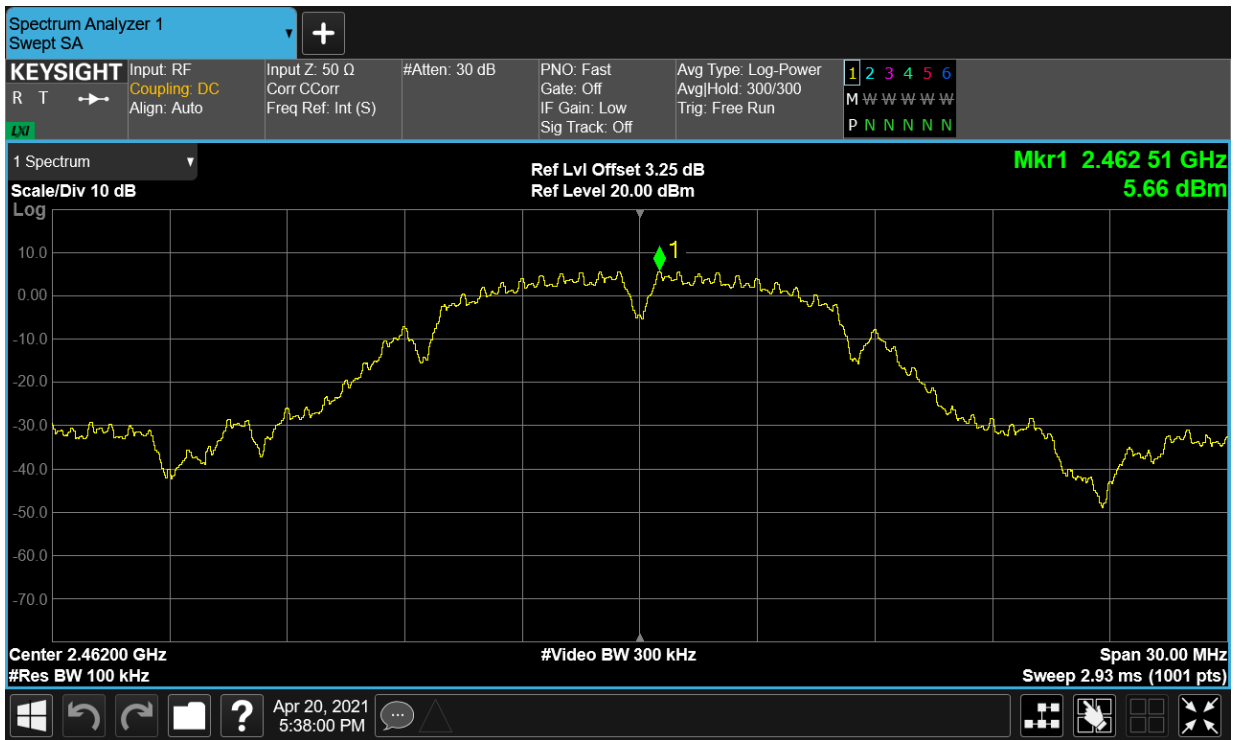 Spectrum Analyzer 1
Swept SA
+
KEYSIGHT
R T
LXI
Input: RF
Coupling: DC
Align: Auto
Input Z: 50 Ω
Corr CCorr
Freq Ref: Int (S)
#Atten: 30 dB
PNO: Fast
Gate: Off
IF Gain: Low
Sig Track: Off
Avg Type: Log-Power
Avg|Hold: 300/300
Trig: Free Run
1 2 3 4 5 6
M W W W W W
P N N N N N
1 Spectrum
Scale/Div 10 dB
Log
Ref Lvl Offset 3.25 dB
Ref Level 20.00 dBm
Mkr1 2.462 51 GHz
5.66 dBm
1
10.0
0.00
-10.0
-20.0
-30.0
-40.0
-50.0
-60.0
-70.0
Center 2.46200 GHz
#Res BW 100 kHz
#Video BW 300 kHz
Span 30.00 MHz
Sweep 2.93 ms (1001 pts)
?
Apr 20, 2021
5:38:00 PM